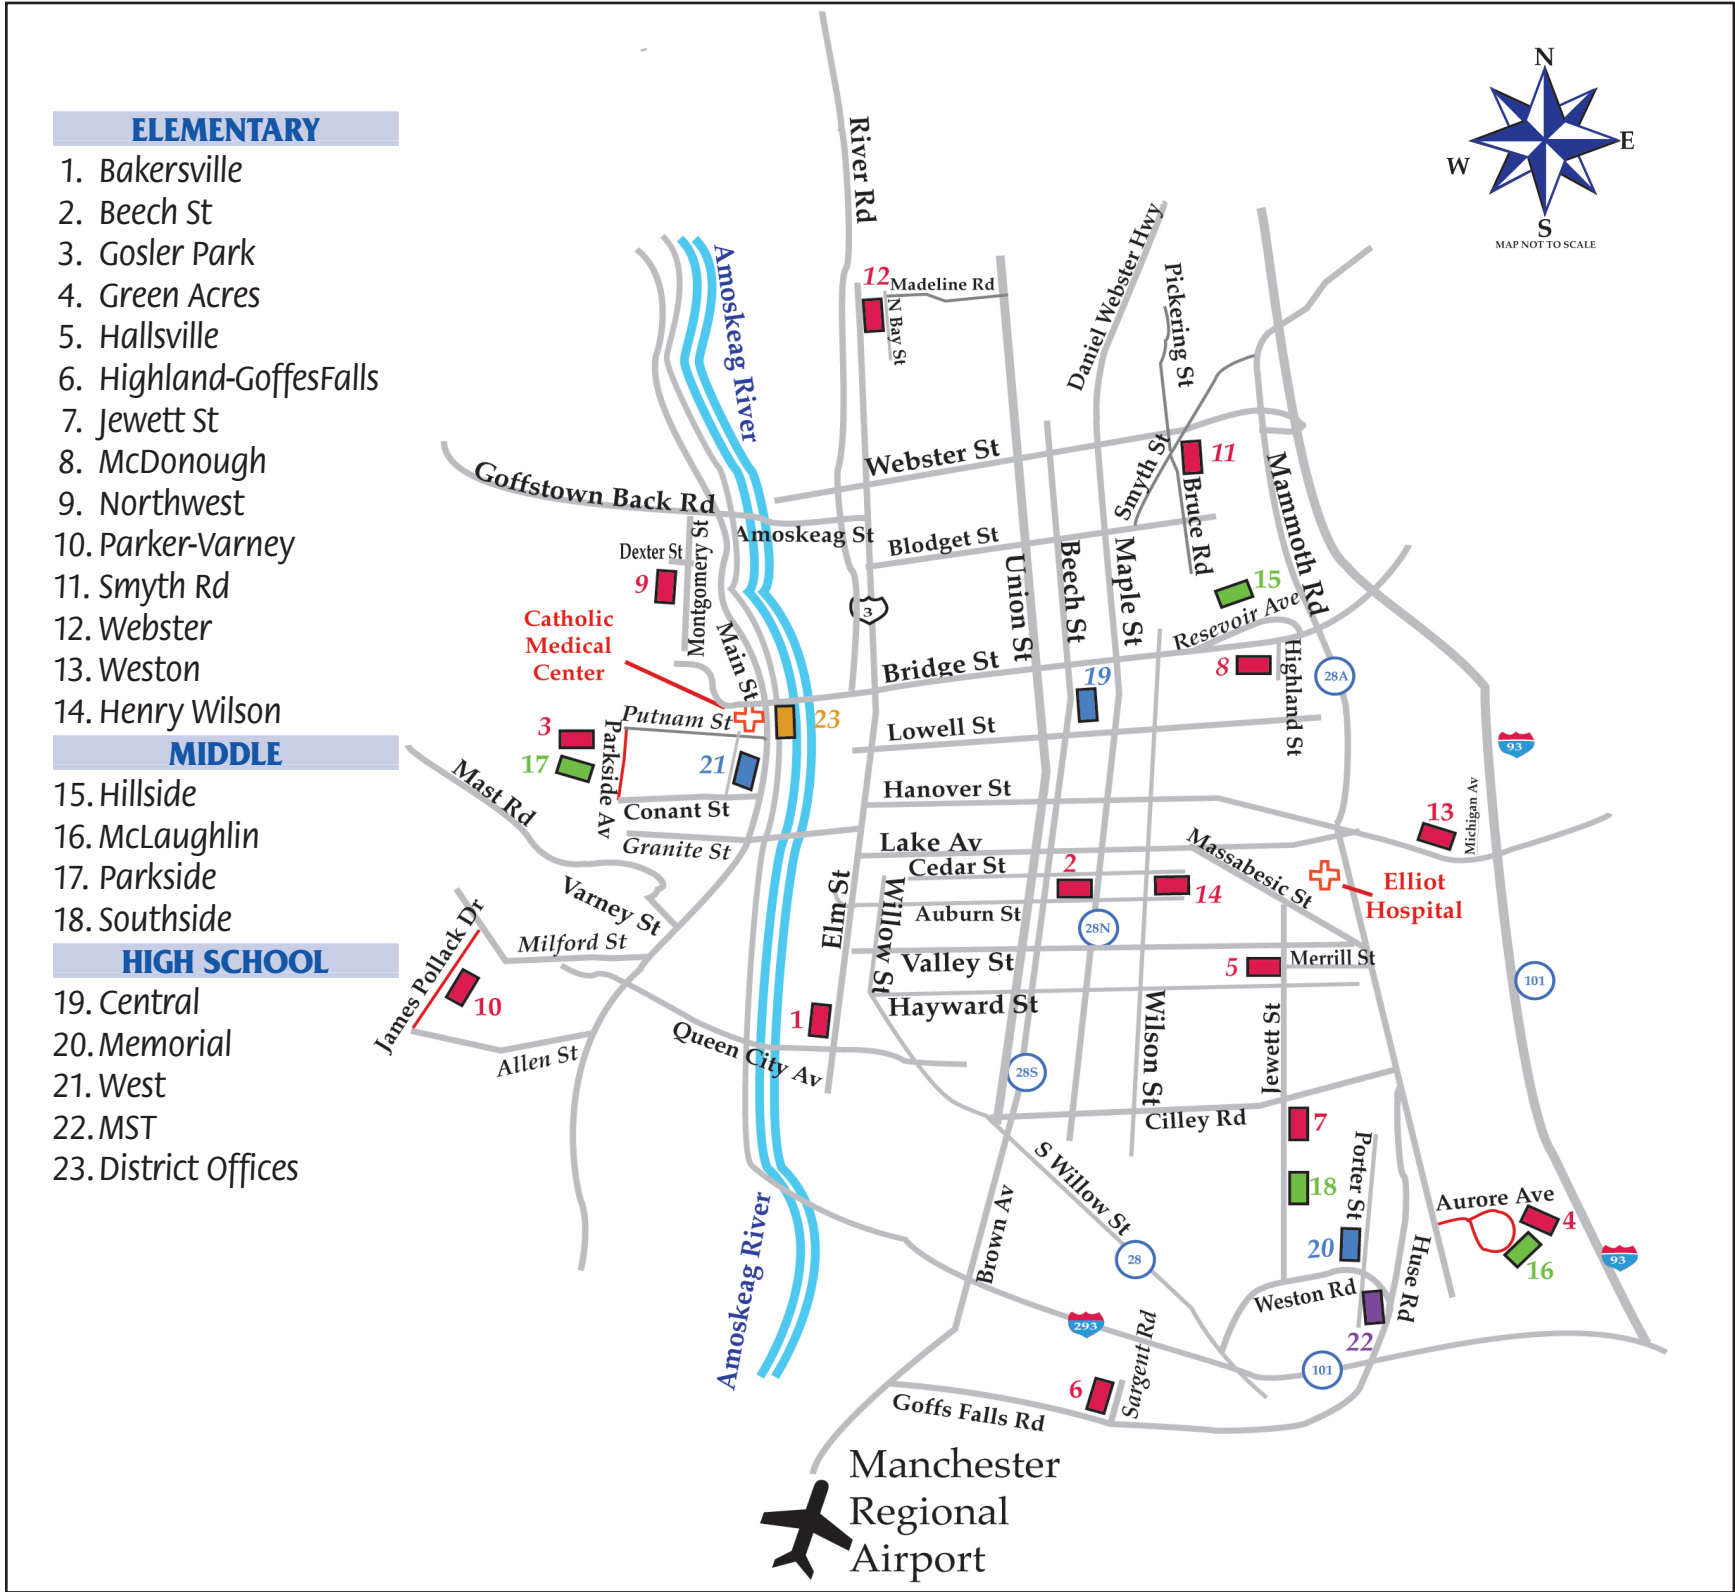 ELEMENTARY
1. Bakersville
2. Beech St
3. Gosler Park
4. Green Acres
5. Hallsville
6. Highland-GoffesFalls
7. Jewett St
8. McDonough
9. Northwest
10. Parker-Varney
11. Smyth Rd
12. Webster
13. Weston
14. Henry Wilson
MIDDLE
15. Hillside
16. McLaughlin
17. Parkside
18. Southside
HIGH SCHOOL
19. Central
20. Memorial
21. West
22. MST
23. District Offices
N
E
W
S
MAP NOT TO SCALE
River Rd
Amoskeag River
12
Madeline Rd
N Bay St
Daniel Webster Hwy
Pickering St
Webster St
Smyth St
11
Bruce Rd
Mammoth Rd
Goffstown Back Rd
Amoskeag St
Blodget St
Dexter St
Montgomery St
9
3
Union St
Beech St
Maple St
15
Resevoir Ave
Catholic
Medical
Center
Main St
Bridge St
19
8
Highland St
28A
Putnam St
23
3
17
Parkside Av
21
Lowell St
93
Mast Rd
Conant St
Granite St
Hanover St
13
Michigan Av
Lake Av
Cedar St
2
14
Massabesic St
Elliot
Hospital
Varney St
Elm St
Willow St
Auburn St
28N
James Pollack Dr
Milford St
Valley St
5
Merrill St
101
10
1
Hayward St
Wilson St
Jewett St
Allen St
Queen City Av
28S
Cilley Rd
7
S Willow St
18
Porter St
Aurore Ave
4
16
93
Amoskeag River
Brown Av
28
20
Huse Rd
Weston Rd
22
293
101
Sargent Rd
6
Goffs Falls Rd
Manchester
Regional
Airport